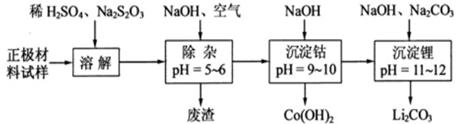 稀H₂SO₄、Na₂S₂O₃
NaOH、空气
NaOH
NaOH、Na₂CO₃
正极材
料试样
溶解
除杂
pH = 5~6
沉淀钴
pH = 9~10
沉淀锂
pH = 11~12
废渣
Co(OH)₂
Li₂CO₃